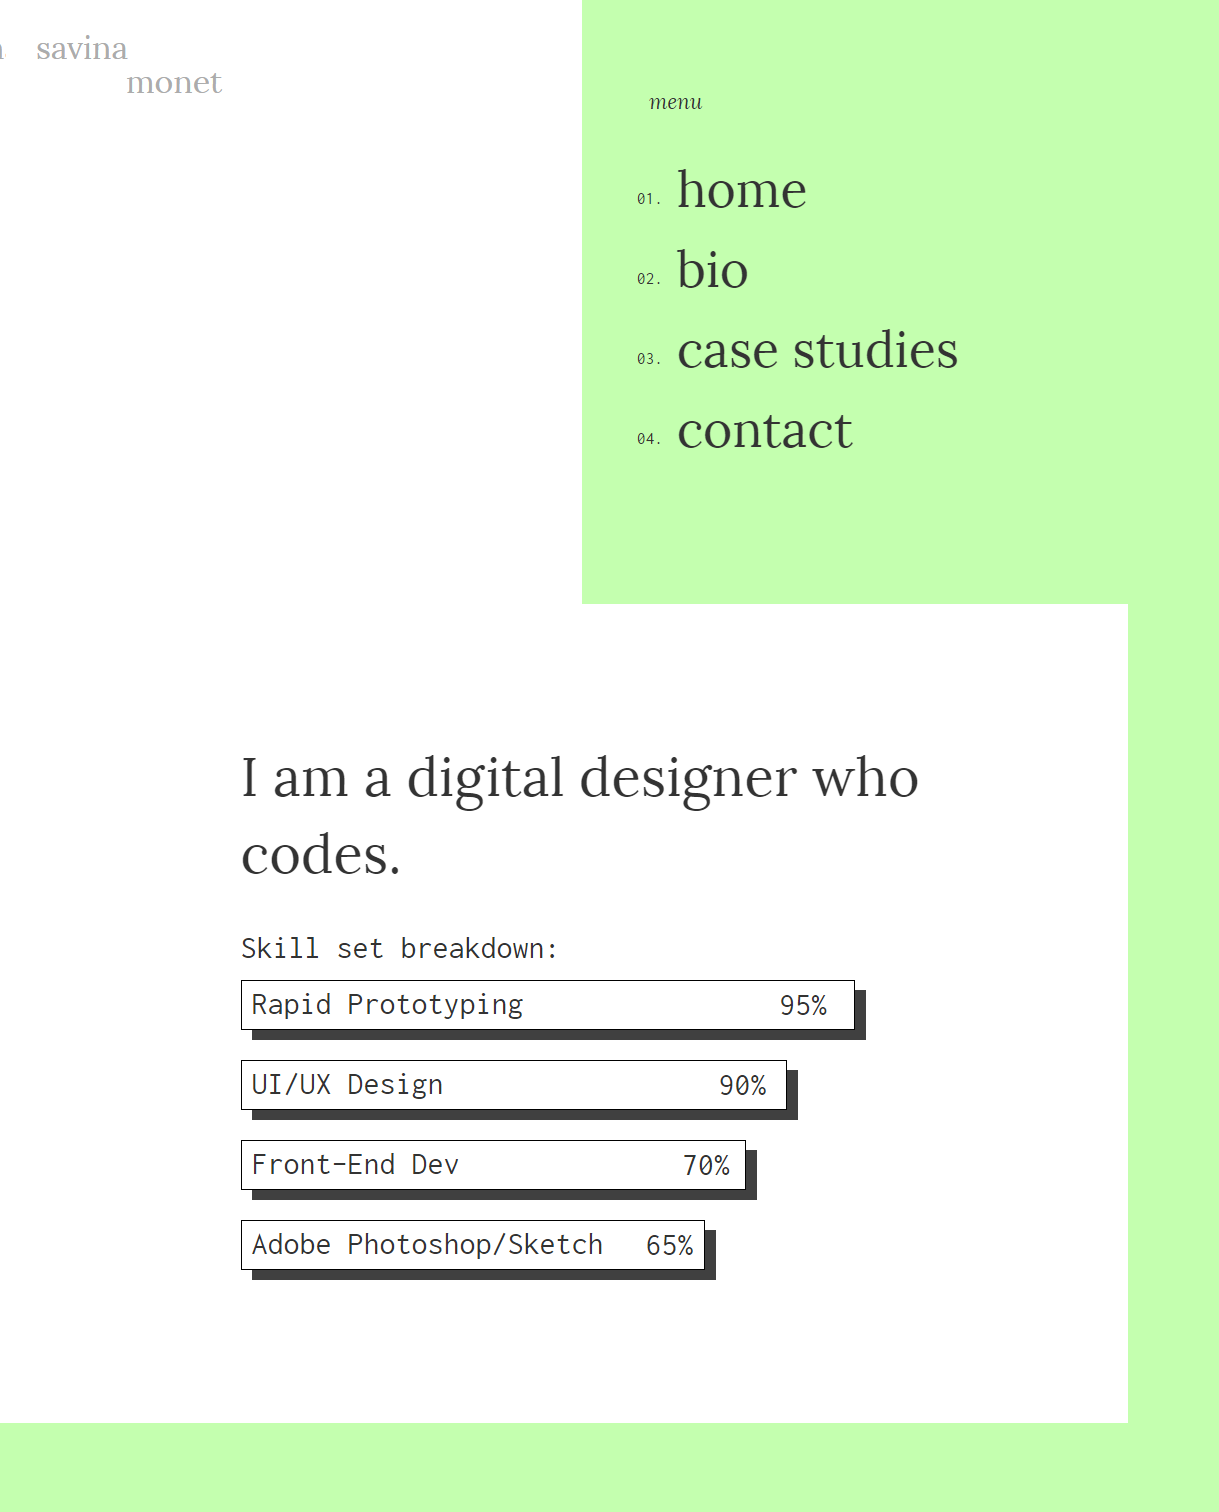 savina
monet
menu
01. home
02. bio
03. case studies
04. contact
I am a digital designer who
codes.
Skill set breakdown:
Rapid Prototyping 95%
UI/UX Design 90%
Front-End Dev 70%
Adobe Photoshop/Sketch 65%